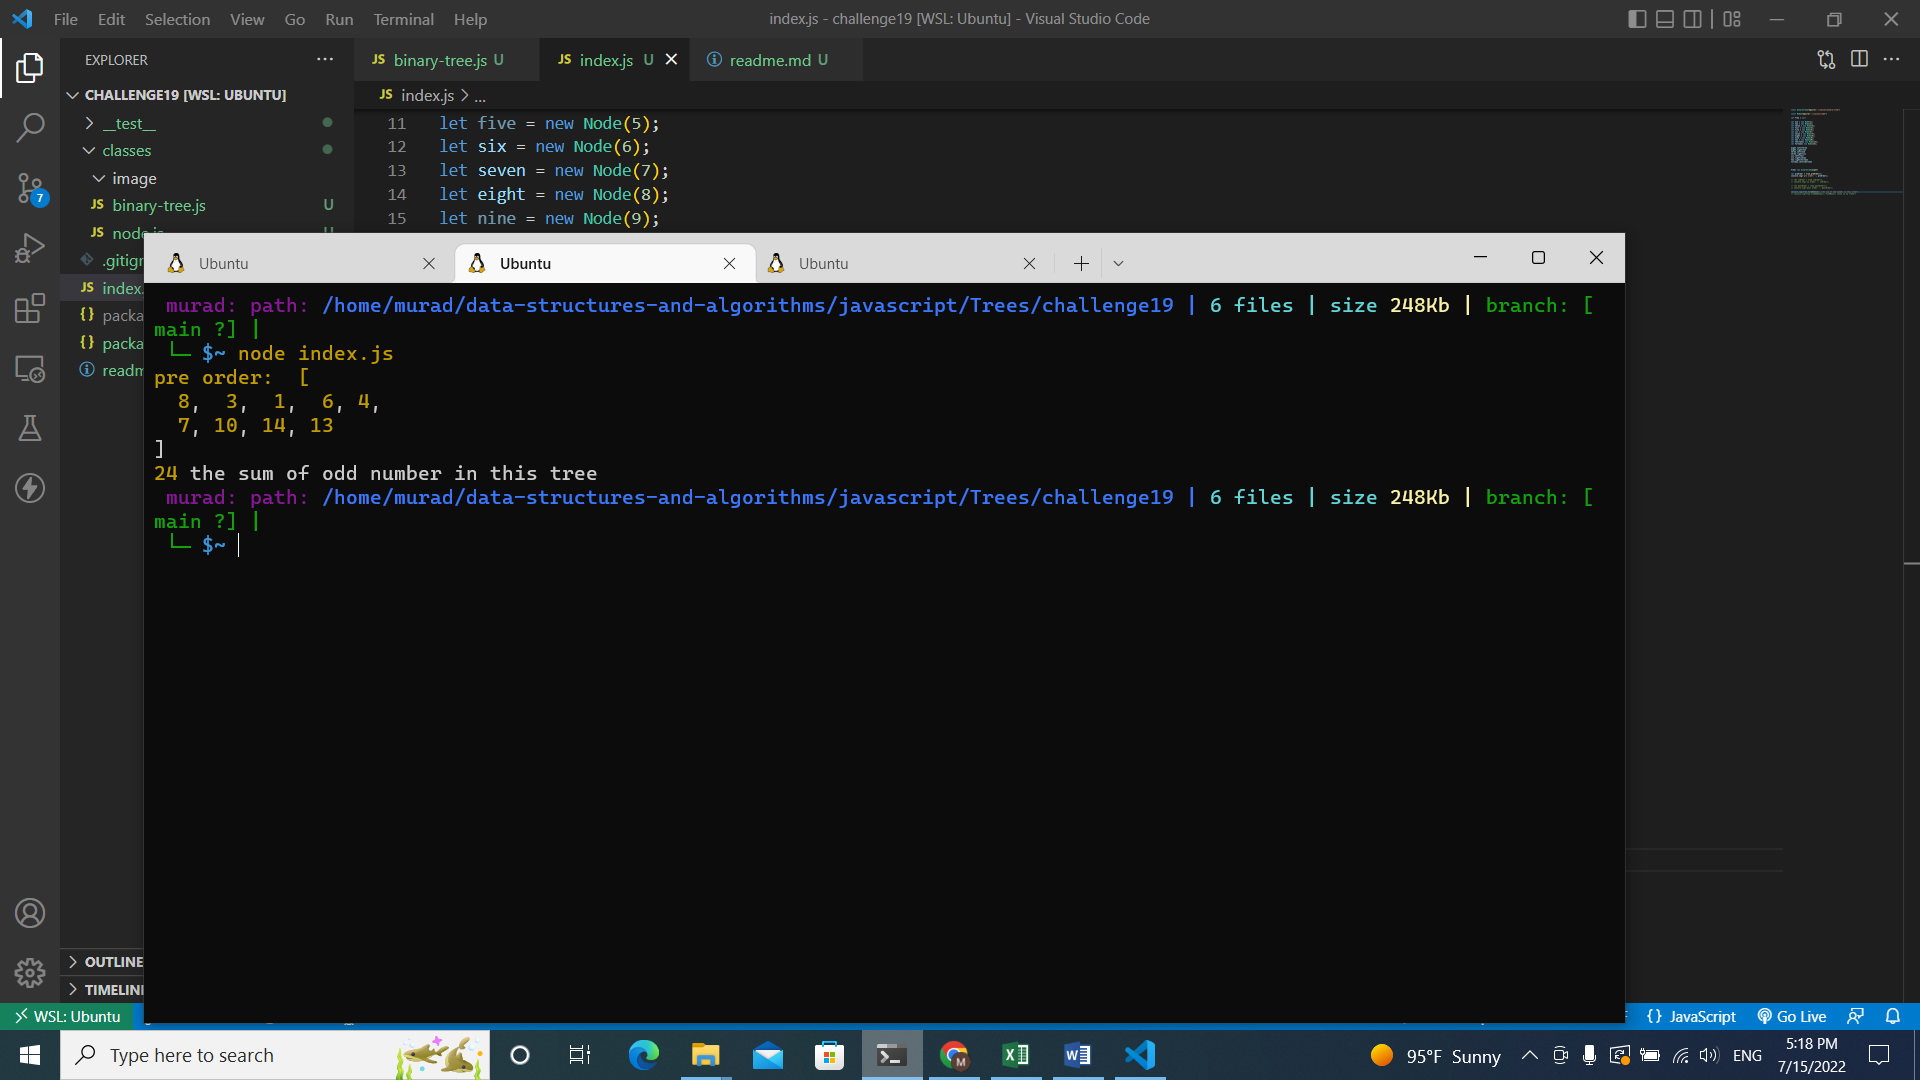 File Edit Selection View Go Run Terminal Help
index.js - challenge19 [WSL: Ubuntu] - Visual Studio Code
EXPLORER
CHALLENGE19 [WSL: UBUNTU]
__test__
classes
image
JS binary-tree.js U
JS node.js U
.gitigr
JS index.
{} packa
{} packa
readm
OUTLINE
TIMELINE
7
JS binary-tree.js U
JS index.js U
readme.md U
JS index.js > ...
11 let five = new Node(5);
12 let six = new Node(6);
13 let seven = new Node(7);
14 let eight = new Node(8);
15 let nine = new Node(9);
Ubuntu
Ubuntu
Ubuntu
murad: path: /home/murad/data-structures-and-algorithms/javascript/Trees/challenge19 | 6 files | size 248Kb | branch: [
main ?] |
└─ $~ node index.js
pre order:  [
8, 3, 1, 6, 4,
7, 10, 14, 13
]
24 the sum of odd number in this tree
murad: path: /home/murad/data-structures-and-algorithms/javascript/Trees/challenge19 | 6 files | size 248Kb | branch: [
main ?] |
└─ $~
WSL: Ubuntu
{} JavaScript
Go Live
Type here to search
95°F Sunny
ENG
5:18 PM
7/15/2022